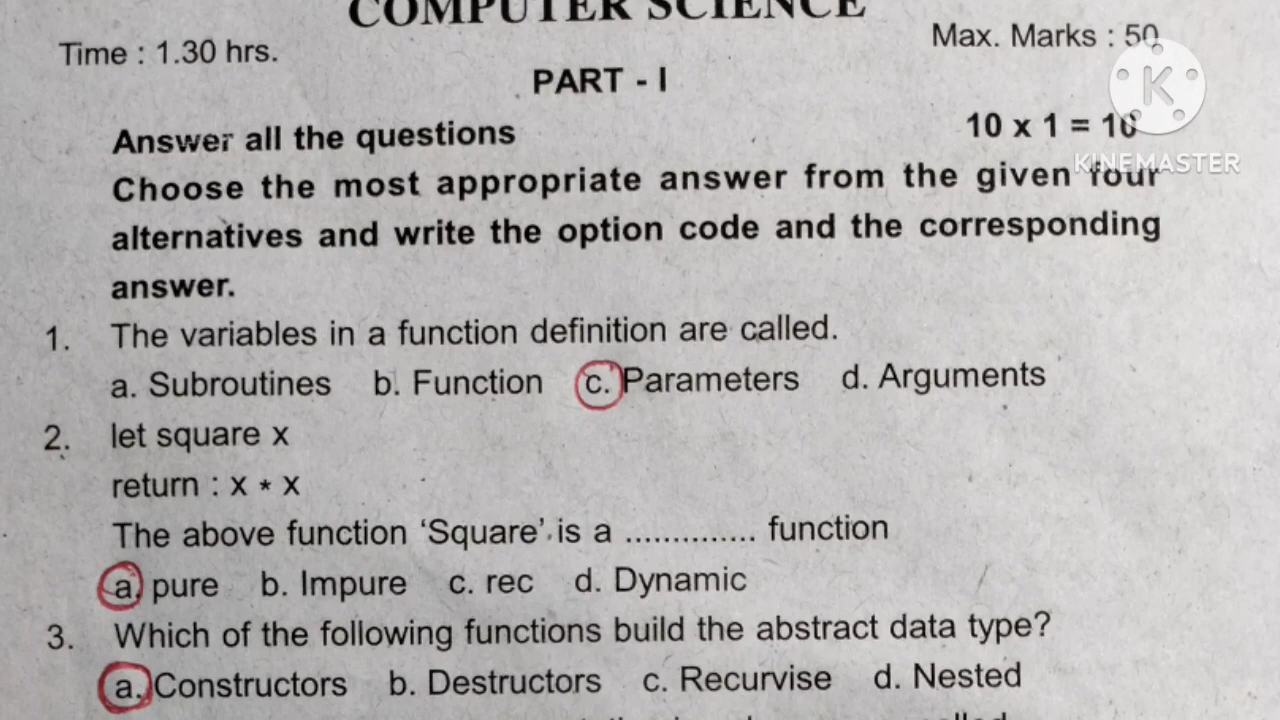 COMPUTER SCIENCE
Time : 1.30 hrs.
Max. Marks : 50
PART - I
Answer all the questions
10 x 1 = 10
K
KINEMASTER
Choose the most appropriate answer from the given four
alternatives and write the option code and the corresponding
answer.
1. The variables in a function definition are called.
a. Subroutines b. Function c. Parameters d. Arguments
2. let square x
return : x * x
The above function ‘Square’ is a .............. function
a. pure b. Impure c. rec d. Dynamic
3. Which of the following functions build the abstract data type?
a. Constructors b. Destructors c. Recurvise d. Nested